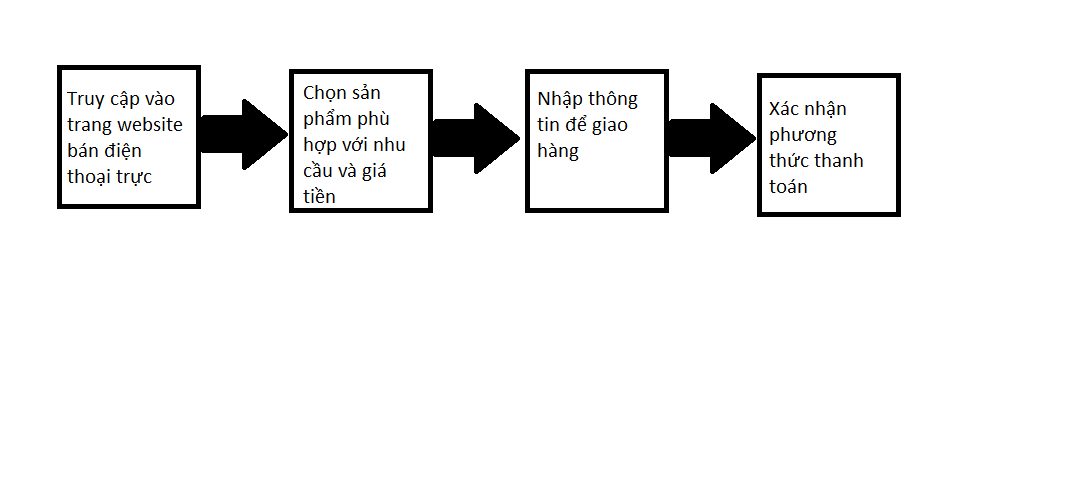 Truy cập vào
trang website
bán điện
thoại trực
Chọn sản
phẩm phù
hợp với nhu
cầu và giá
tiền
Nhập thông
tin để giao
hàng
Xác nhận
phương
thức thanh
toán